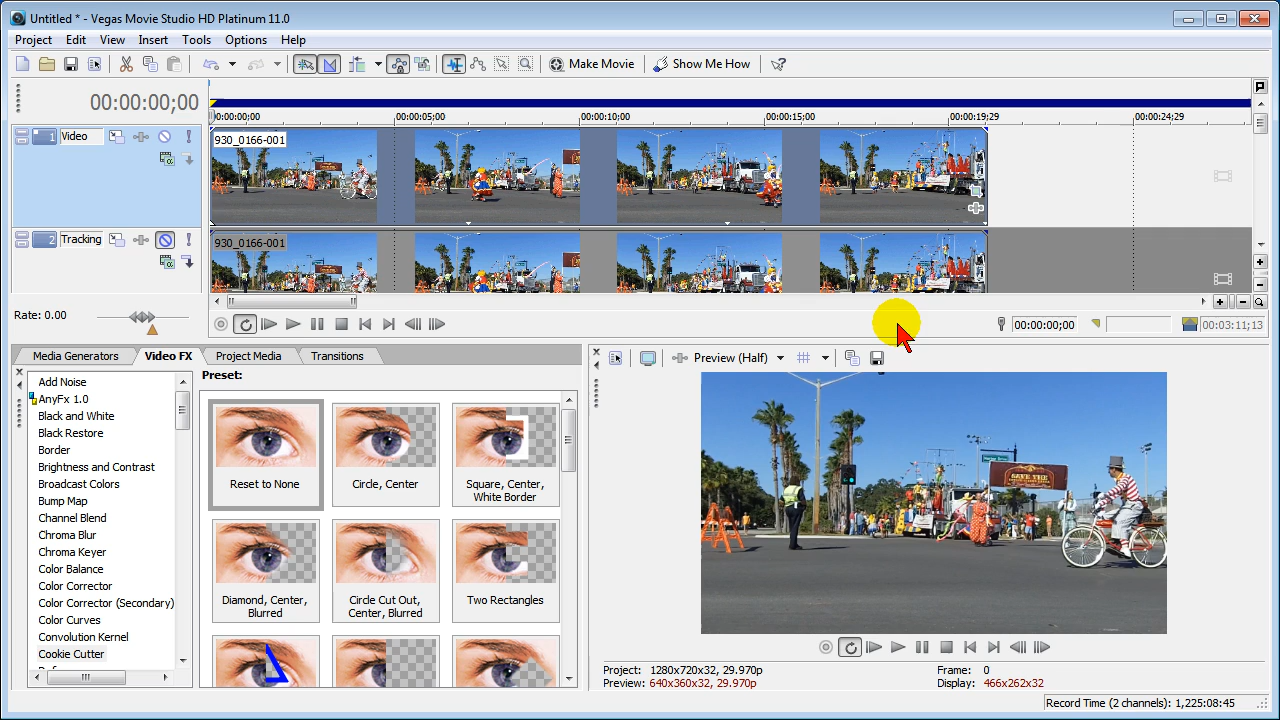 Untitled * - Vegas Movie Studio HD Platinum 11.0
Project Edit View Insert Tools Options Help
Make Movie Show Me How
00:00:00;00
00:00:00;00 00:00:05;00 00:00:10;00 00:00:15;00 00:00:19;29 00:00:24;29
1 Video
930_0166-001
2 Tracking
930_0166-001
Rate: 0.00
00:00:00;00 00:03:11;13
Media Generators Video FX Project Media Transitions
Preset:
Add Noise
AnyFx 1.0
Black and White
Black Restore
Border
Brightness and Contrast
Broadcast Colors
Bump Map
Channel Blend
Chroma Blur
Chroma Keyer
Color Balance
Color Corrector
Color Corrector (Secondary)
Color Curves
Convolution Kernel
Cookie Cutter
Reset to None
Circle, Center
Square, Center,
White Border
Diamond, Center,
Blurred
Circle Cut Out,
Center, Blurred
Two Rectangles
Preview (Half)
SAVE THE
Project: 1280x720x32, 29.970p
Preview: 640x360x32, 29.970p
Frame: 0
Display: 466x262x32
Record Time (2 channels): 1,225:08:45